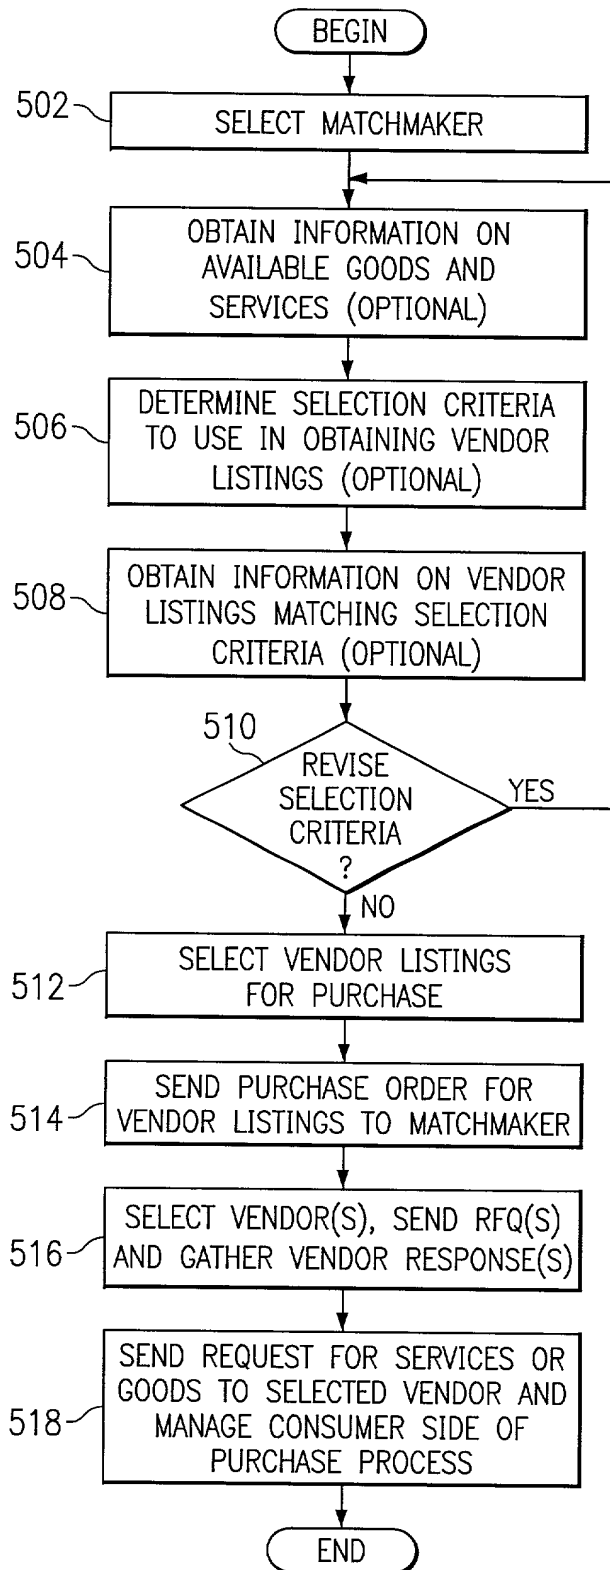 BEGIN
502
SELECT MATCHMAKER
504
OBTAIN INFORMATION ON
AVAILABLE GOODS AND
SERVICES (OPTIONAL)
506
DETERMINE SELECTION CRITERIA
TO USE IN OBTAINING VENDOR
LISTINGS (OPTIONAL)
508
OBTAIN INFORMATION ON VENDOR
LISTINGS MATCHING SELECTION
CRITERIA (OPTIONAL)
510
REVISE
SELECTION
CRITERIA
?
YES
NO
512
SELECT VENDOR LISTINGS
FOR PURCHASE
514
SEND PURCHASE ORDER FOR
VENDOR LISTINGS TO MATCHMAKER
516
SELECT VENDOR(S), SEND RFQ(S)
AND GATHER VENDOR RESPONSE(S)
518
SEND REQUEST FOR SERVICES OR
GOODS TO SELECTED VENDOR AND
MANAGE CONSUMER SIDE OF
PURCHASE PROCESS
END